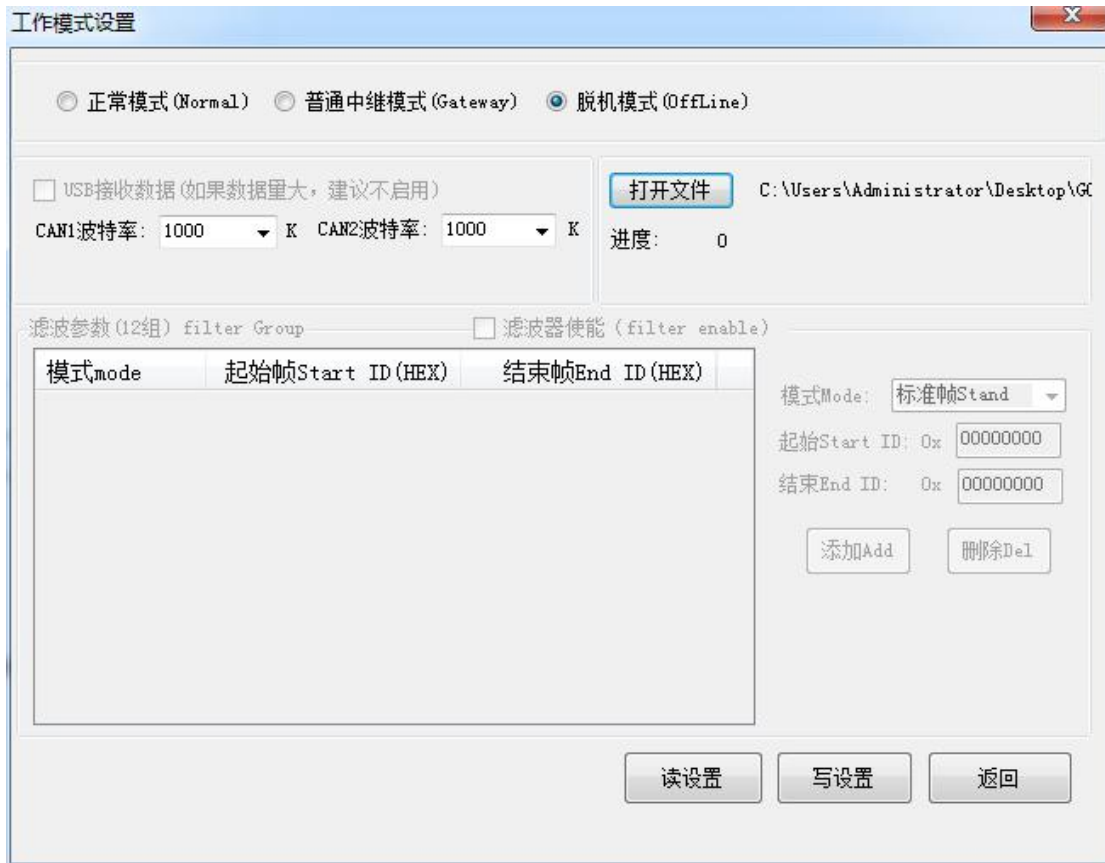 工作模式设置
正常模式(Normal) 普通中继模式(Gateway) 脱机模式(OffLine)
USB接收数据(如果数据量大，建议不启用)
CAN1波特率: 1000 K CAN2波特率: 1000 K
打开文件 C:\Users\Administrator\Desktop\GO
进度: 0
滤波参数(12组) filter Group 滤波器使能 (filter enable)
模式mode 起始帧Start ID(HEX) 结束帧End ID(HEX)
模式Mode: 标准帧Stand
起始Start ID: 0x 00000000
结束End ID: 0x 00000000
添加Add 删除Del
读设置 写设置 返回